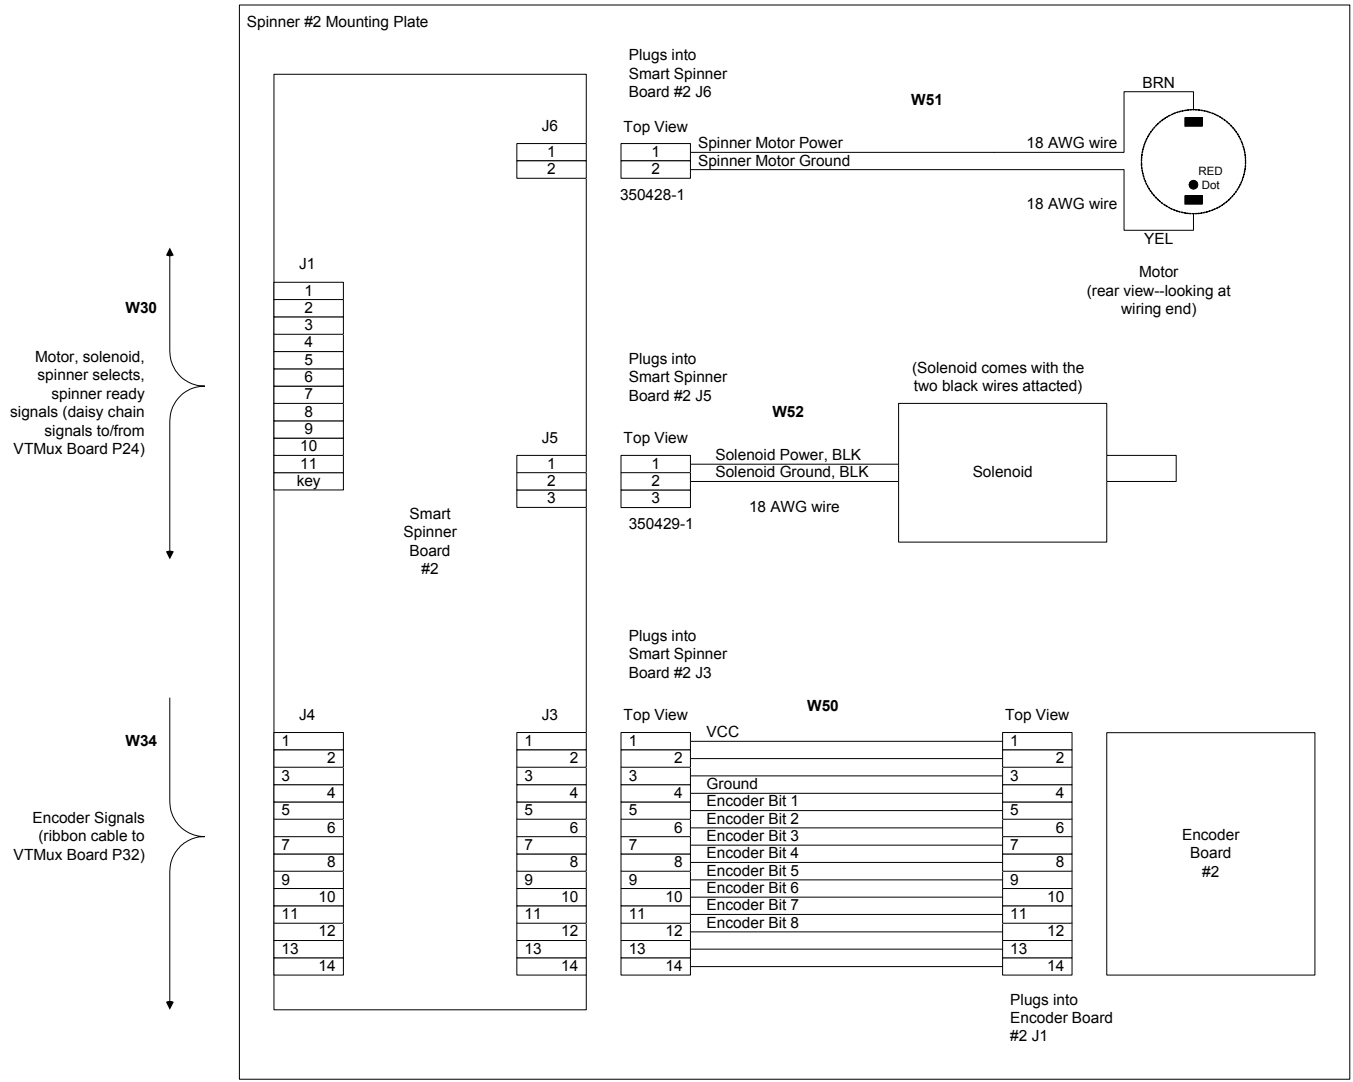 Spinner #2 Mounting Plate
Plugs into
Smart Spinner
Board #2 J6
W51
BRN
J6
Top View
1
2
1
2
Spinner Motor Power
Spinner Motor Ground
18 AWG wire
18 AWG wire
350428-1
RED
Dot
YEL
Motor
(rear view--looking at
wiring end)
W30
Motor, solenoid,
spinner selects,
spinner ready
signals (daisy chain
signals to/from
VTMux Board P24)
J1
1
2
3
4
5
6
7
8
9
10
11
key
Plugs into
Smart Spinner
Board #2 J5
W52
(Solenoid comes with the
two black wires attacted)
J5
Top View
1
2
3
1
2
3
Solenoid Power, BLK
Solenoid Ground, BLK
18 AWG wire
350429-1
Solenoid
Smart
Spinner
Board
#2
Plugs into
Smart Spinner
Board #2 J3
W50
W34
Encoder Signals
(ribbon cable to
VTMux Board P32)
J4
1
2
3
4
5
6
7
8
9
10
11
12
13
14
J3
1
2
3
4
5
6
7
8
9
10
11
12
13
14
Top View
1
2
3
4
5
6
7
8
9
10
11
12
13
14
VCC
Ground
Encoder Bit 1
Encoder Bit 2
Encoder Bit 3
Encoder Bit 4
Encoder Bit 5
Encoder Bit 6
Encoder Bit 7
Encoder Bit 8
Top View
1
2
3
4
5
6
7
8
9
10
11
12
13
14
Plugs into
Encoder Board
#2 J1
Encoder
Board
#2